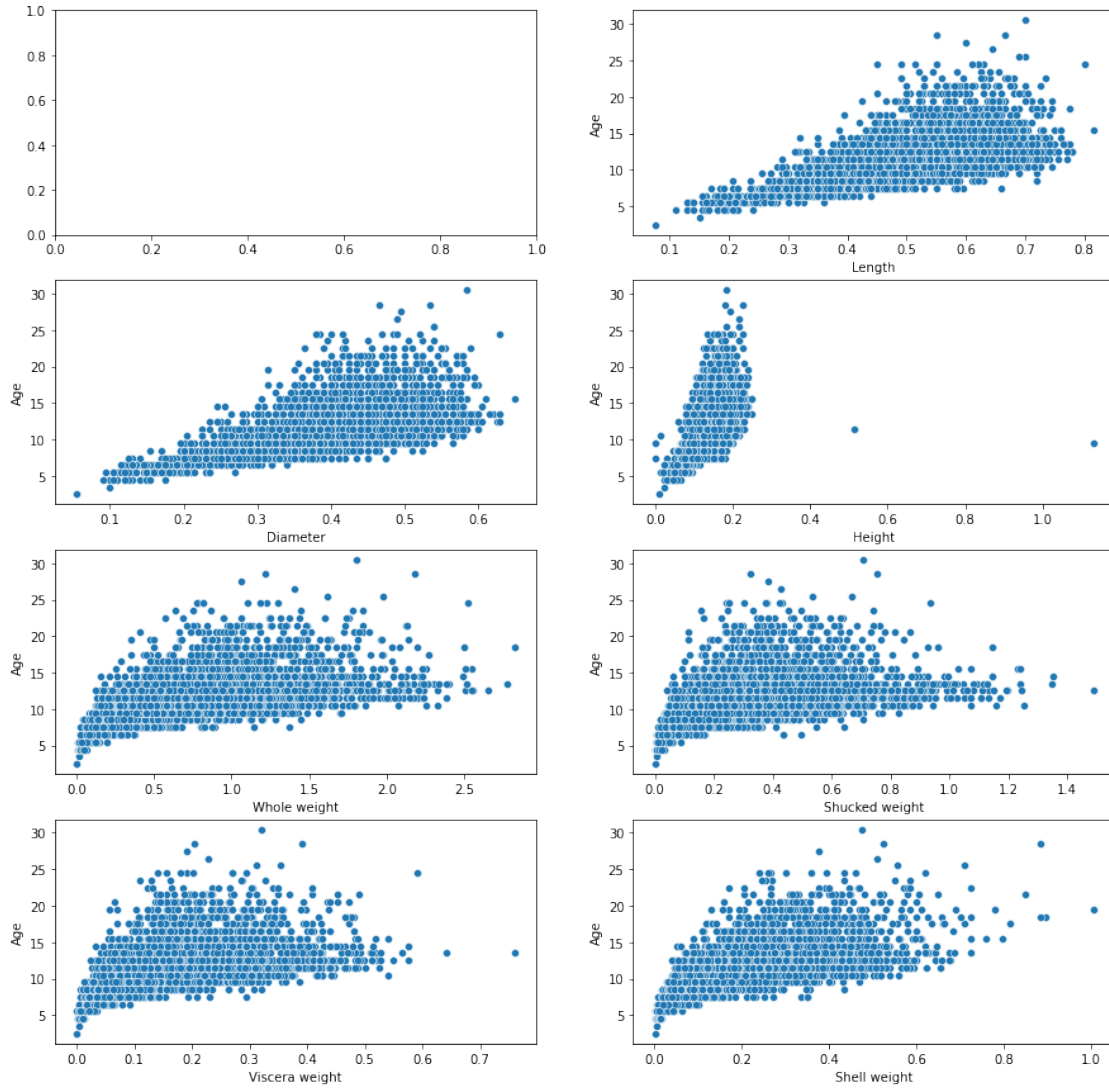 1.0
0.8
0.6
0.4
0.2
0.0
0.0 0.2 0.4 0.6 0.8 1.0
30
25
20
15
10
5
Age
0.1 0.2 0.3 0.4 0.5 0.6 0.7 0.8
Length
30
25
20
15
10
5
Age
0.1 0.2 0.3 0.4 0.5 0.6
Diameter
30
25
20
15
10
5
Age
0.0 0.2 0.4 0.6 0.8 1.0
Height
30
25
20
15
10
5
Age
0.0 0.5 1.0 1.5 2.0 2.5
Whole weight
30
25
20
15
10
5
Age
0.0 0.2 0.4 0.6 0.8 1.0 1.2 1.4
Shucked weight
30
25
20
15
10
5
Age
0.0 0.1 0.2 0.3 0.4 0.5 0.6 0.7
Viscera weight
30
25
20
15
10
5
Age
0.0 0.2 0.4 0.6 0.8 1.0
Shell weight